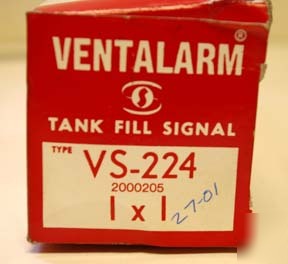 VENTALARM®
TANK FILL SIGNAL
TYPE VS-224
2000205
1 x 1
27-01